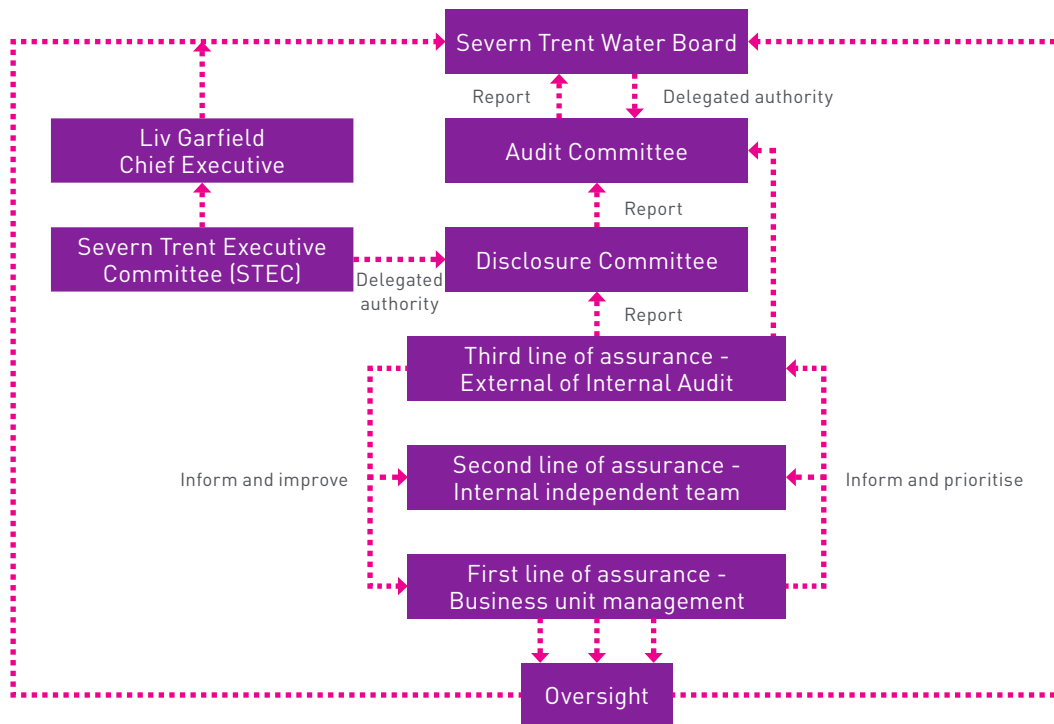 Severn Trent Water Board
Report
Delegated authority
Liv Garfield
Chief Executive
Audit Committee
Report
Severn Trent Executive
Committee (STEC)
Delegated
authority
Disclosure Committee
Report
Third line of assurance -
External of Internal Audit
Inform and improve
Second line of assurance -
Internal independent team
Inform and prioritise
First line of assurance -
Business unit management
Oversight